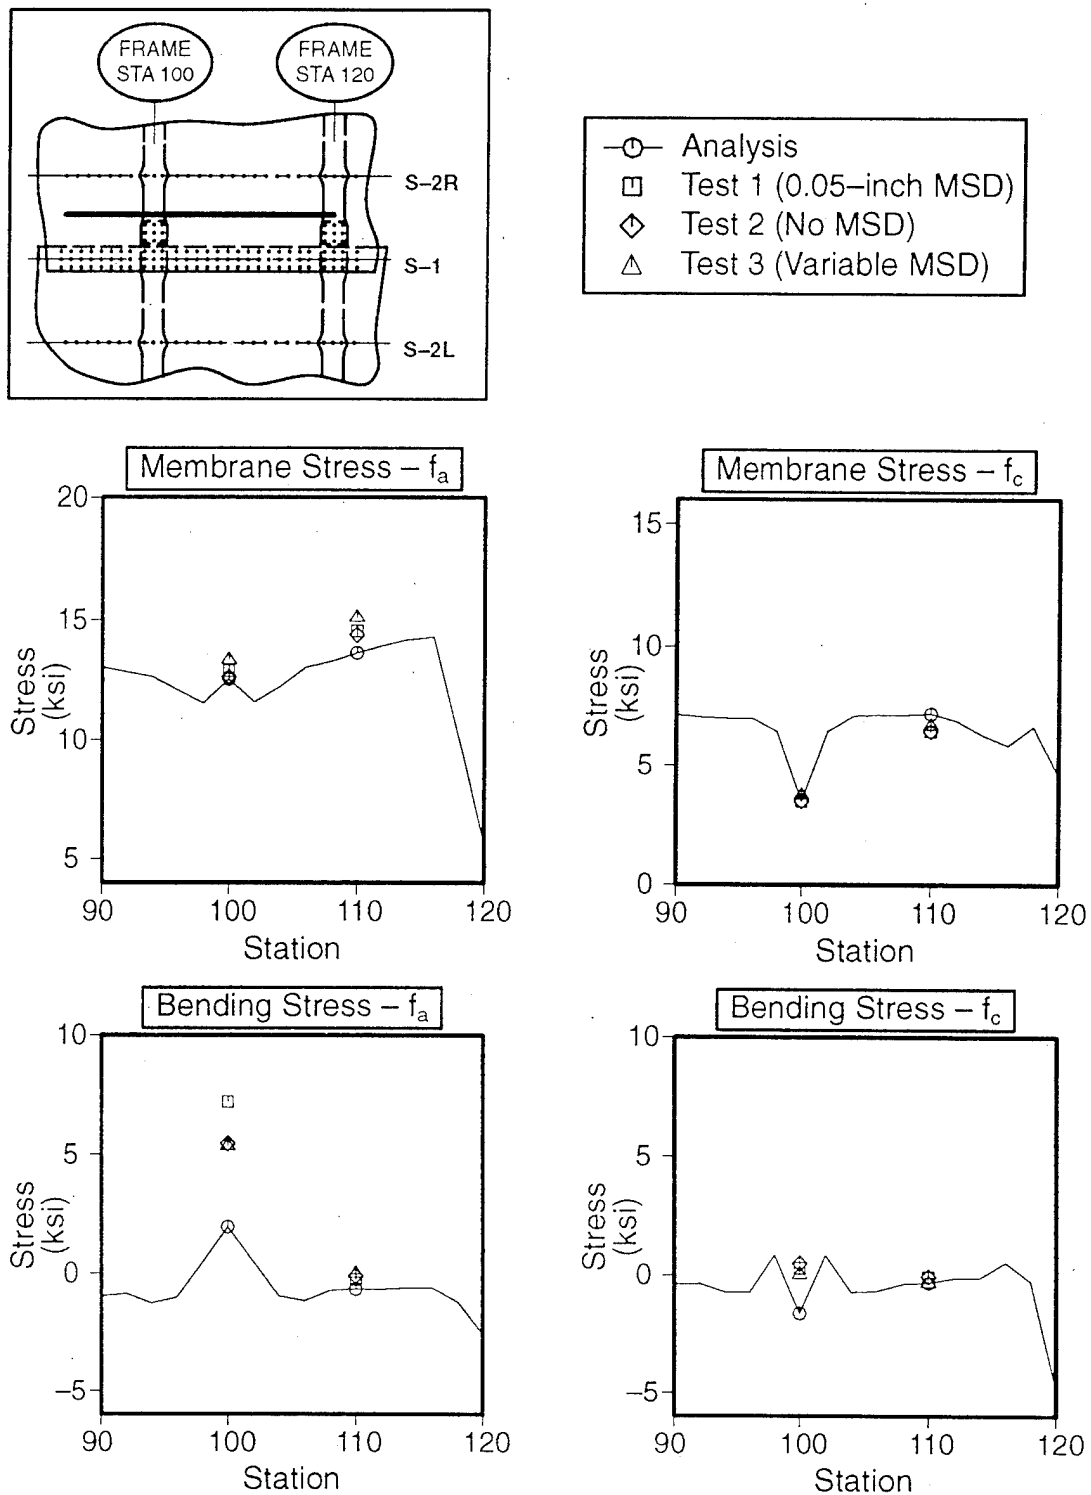 FRAME
STA 100
FRAME
STA 120
S-2R
S-1
S-2L
Analysis
Test 1 (0.05-inch MSD)
Test 2 (No MSD)
Test 3 (Variable MSD)
Membrane Stress - fa
20
15
10
5
Stress
(ksi)
90 100 110 120
Station
Membrane Stress - fc
15
10
5
0
Stress
(ksi)
90 100 110 120
Station
Bending Stress - fa
10
5
0
-5
Stress
(ksi)
90 100 110 120
Station
Bending Stress - fc
10
5
0
-5
Stress
(ksi)
90 100 110 120
Station